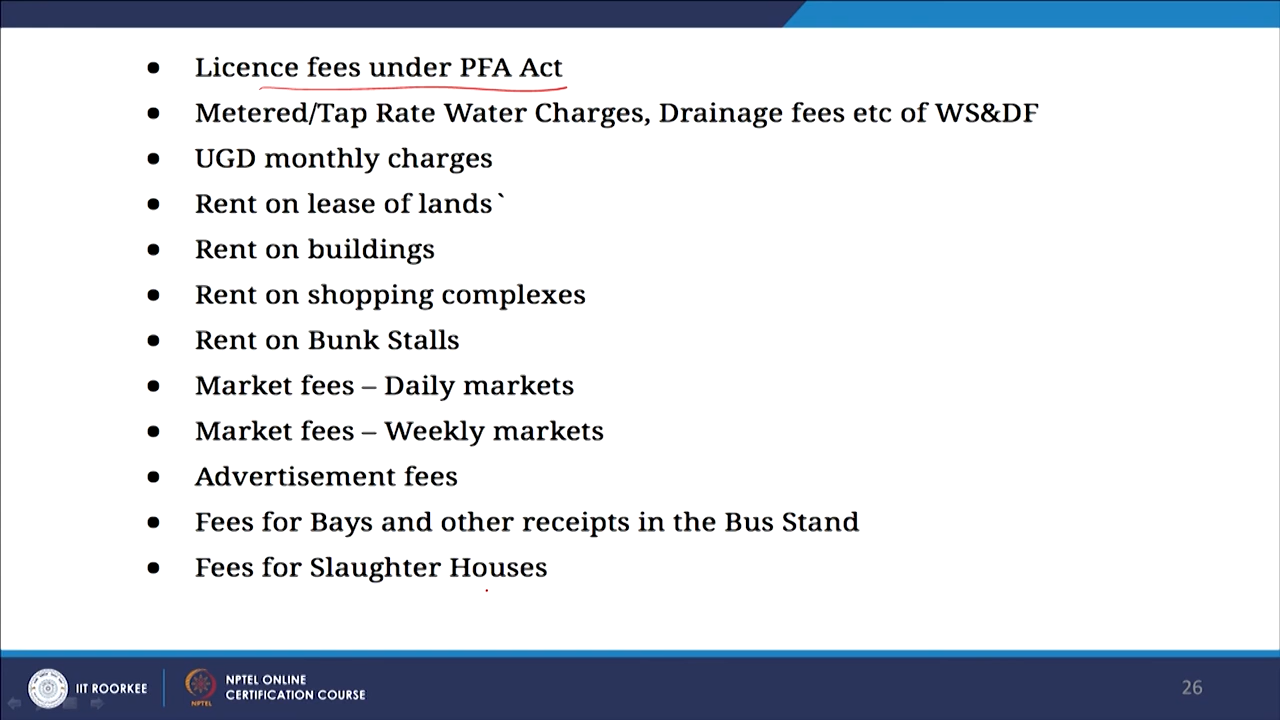 • Licence fees under PFA Act
• Metered/Tap Rate Water Charges, Drainage fees etc of WS&DF
• UGD monthly charges
• Rent on lease of lands`
• Rent on buildings
• Rent on shopping complexes
• Rent on Bunk Stalls
• Market fees – Daily markets
• Market fees – Weekly markets
• Advertisement fees
• Fees for Bays and other receipts in the Bus Stand
• Fees for Slaughter Houses
IIT ROORKEE
NPTEL
NPTEL ONLINE
CERTIFICATION COURSE
26